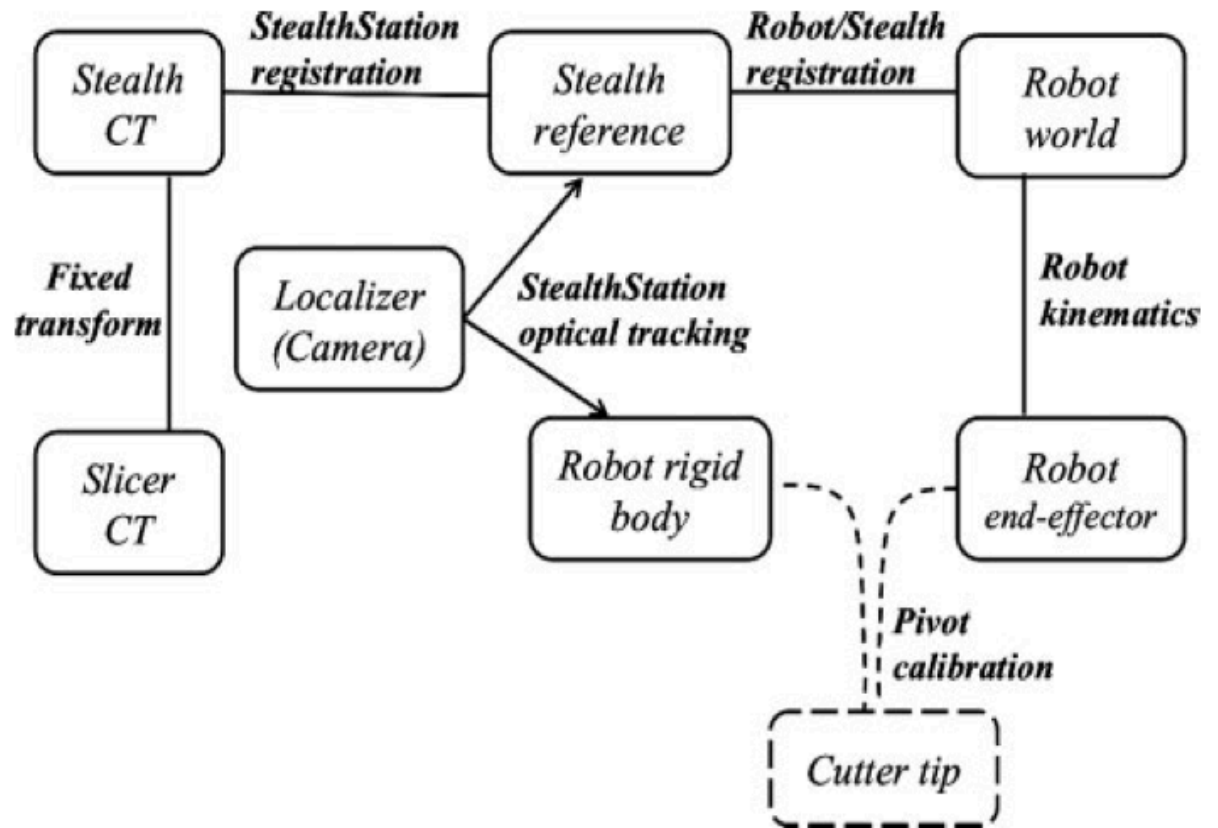 Stealth
CT
StealthStation
registration
Stealth
reference
Robot/Stealth
registration
Robot
world
Fixed
transform
Localizer
(Camera)
StealthStation
optical tracking
Robot
kinematics
Slicer
CT
Robot rigid
body
Robot
end-effector
Pivot
calibration
Cutter tip